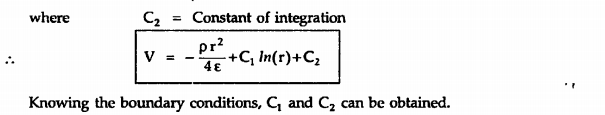 where C₂ = Constant of integration
∴ V = - ρr²/4ε + C₁ ln(r) + C₂
Knowing the boundary conditions, C₁ and C₂ can be obtained.